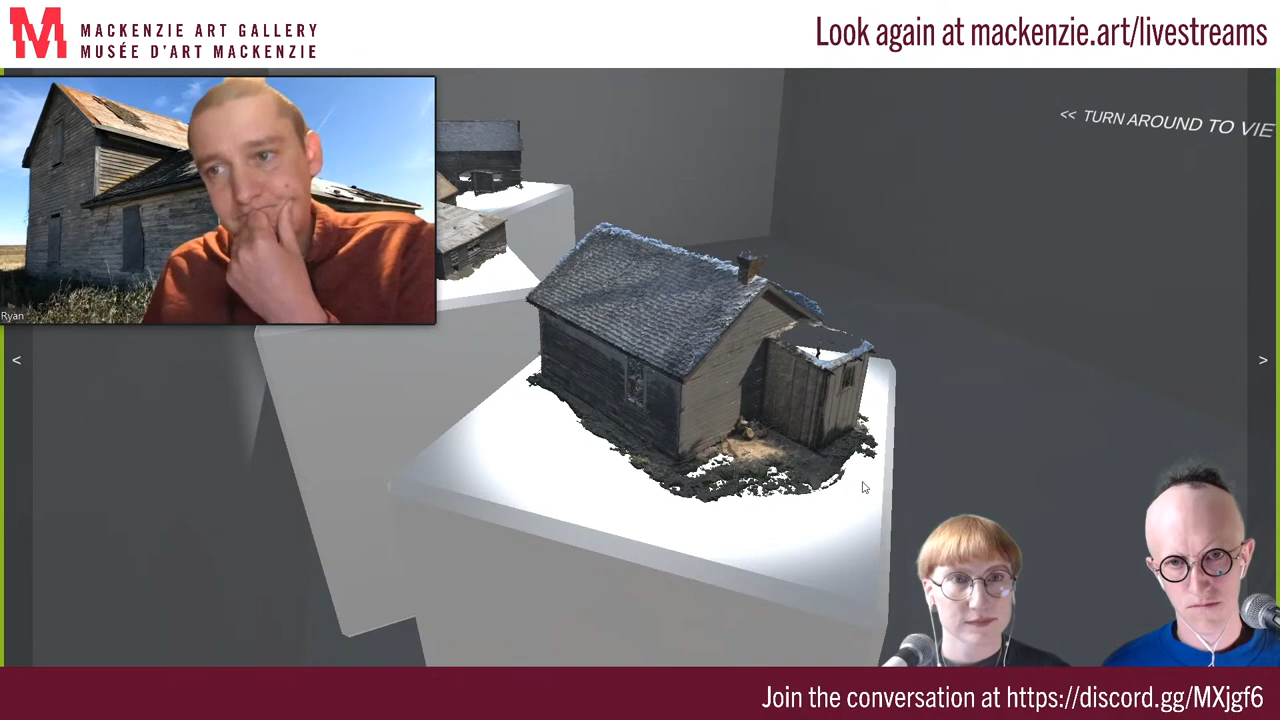 MACKENZIE ART GALLERY
MUSÉE D'ART MACKENZIE
Look again at mackenzie.art/livestreams
<< TURN AROUND TO VIE
Ryan
<
>
Join the conversation at https://discord.gg/MXjgf6